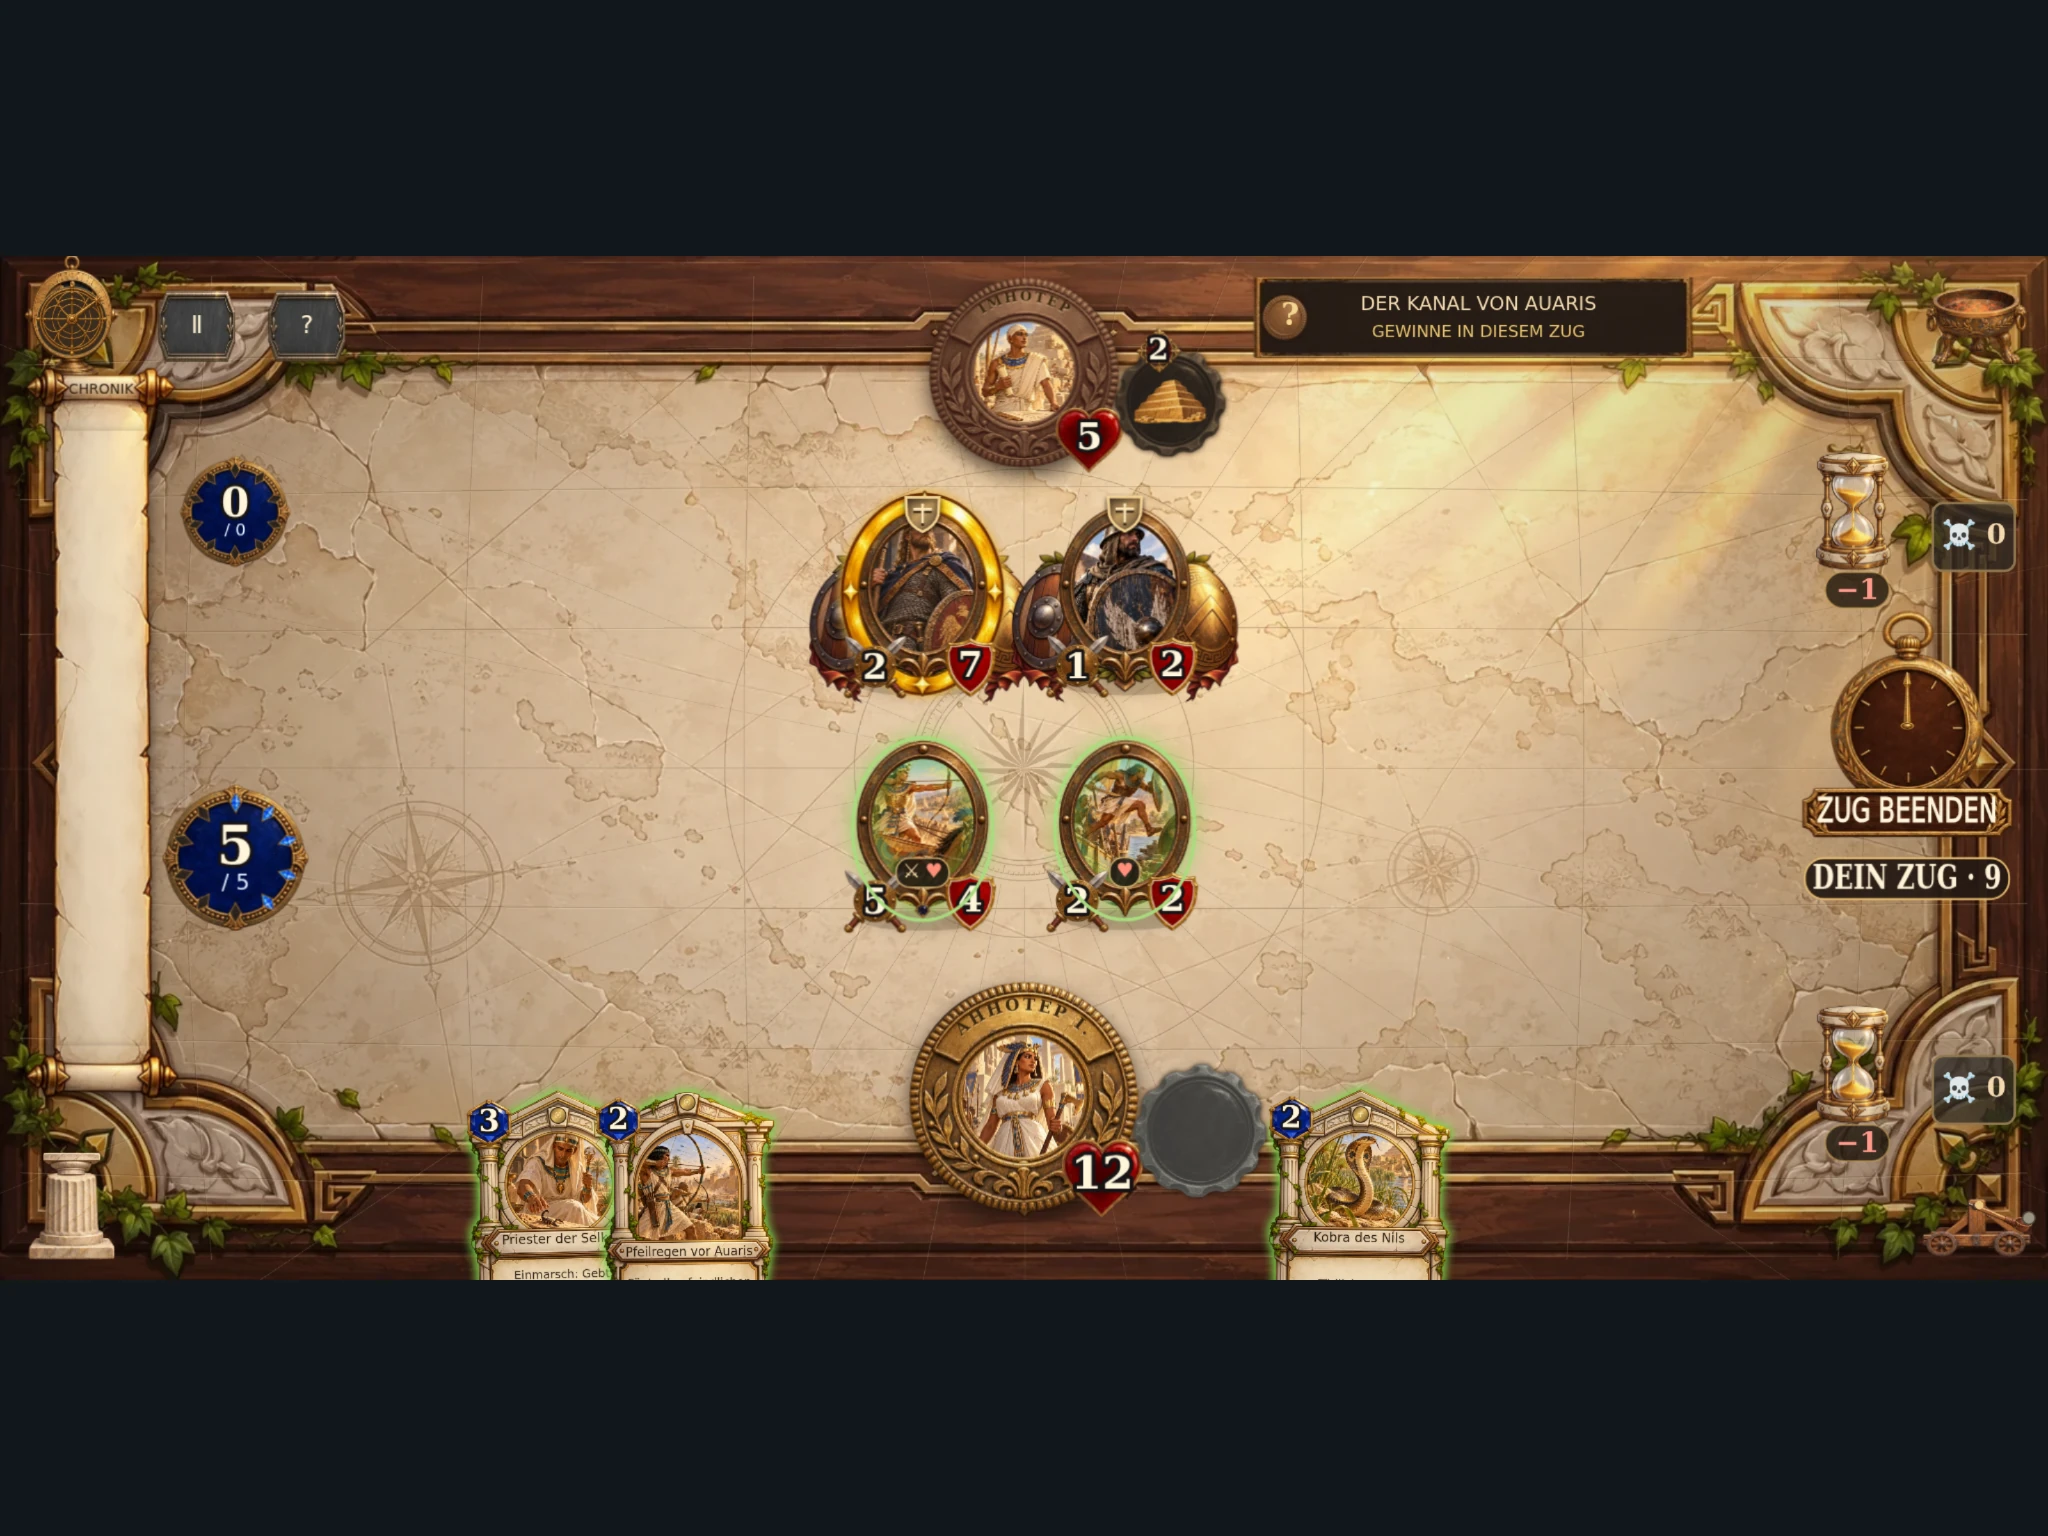 IMHOTEP
DER KANAL VON AUARIS
GEWINNE IN DIESEM ZUG
II
?
?
2
5
CHRONIK
0
/ 0
0
−1
2
7
1
2
ZUG BEENDEN
5
/ 5
5
4
2
2
DEIN ZUG · 9
AHHOTEP I.
12
0
−1
3
2
2
Priester der Selk
Pfeilregen vor Auaris
Kobra des Nils
Einmarsch: Geb